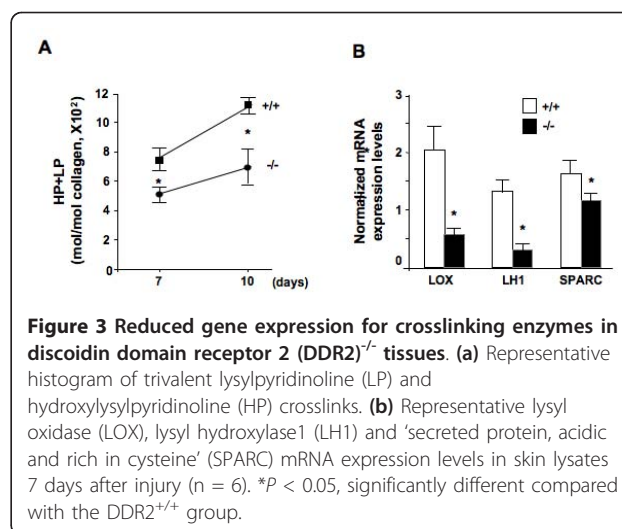 A
B
12
10
8
6
4
2
0
HP+LP
(mol/mol collagen, X10²)
+/+
*
-/-
*
7
10
(days)
3
2
1
0
Normalized mRNA
expression levels
+/+
-/-
*
*
*
LOX
LH1
SPARC
Figure 3 Reduced gene expression for crosslinking enzymes in
discoidin domain receptor 2 (DDR2)-/- tissues. (a) Representative
histogram of trivalent lysylpyridinoline (LP) and
hydroxylysylpyridinoline (HP) crosslinks. (b) Representative lysyl
oxidase (LOX), lysyl hydroxylase1 (LH1) and ‘secreted protein, acidic
and rich in cysteine’ (SPARC) mRNA expression levels in skin lysates
7 days after injury (n = 6). *P < 0.05, significantly different compared
with the DDR2+/+ group.